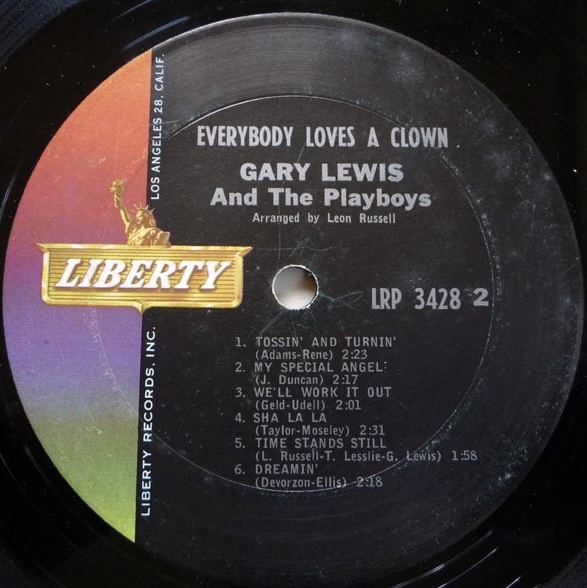 EVERYBODY LOVES A CLOWN
GARY LEWIS
And The Playboys
Arranged by Leon Russell
LIBERTY
LRP 3428 2
1. TOSSIN' AND TURNIN'
(Adams-Rene) 2:23
2. MY SPECIAL ANGEL
(J. Duncan) 2:17
3. WE'LL WORK IT OUT
(Geld-Udell) 2:01
4. SHA LA LA
(Taylor-Moseley) 2:31
5. TIME STANDS STILL
(L. Russell-T. Lesslie-G. Lewis) 1:58
6. DREAMIN'
(Devorzon-Ellis) 2:18
LIBERTY RECORDS, INC.
LOS ANGELES 28, CALIF.